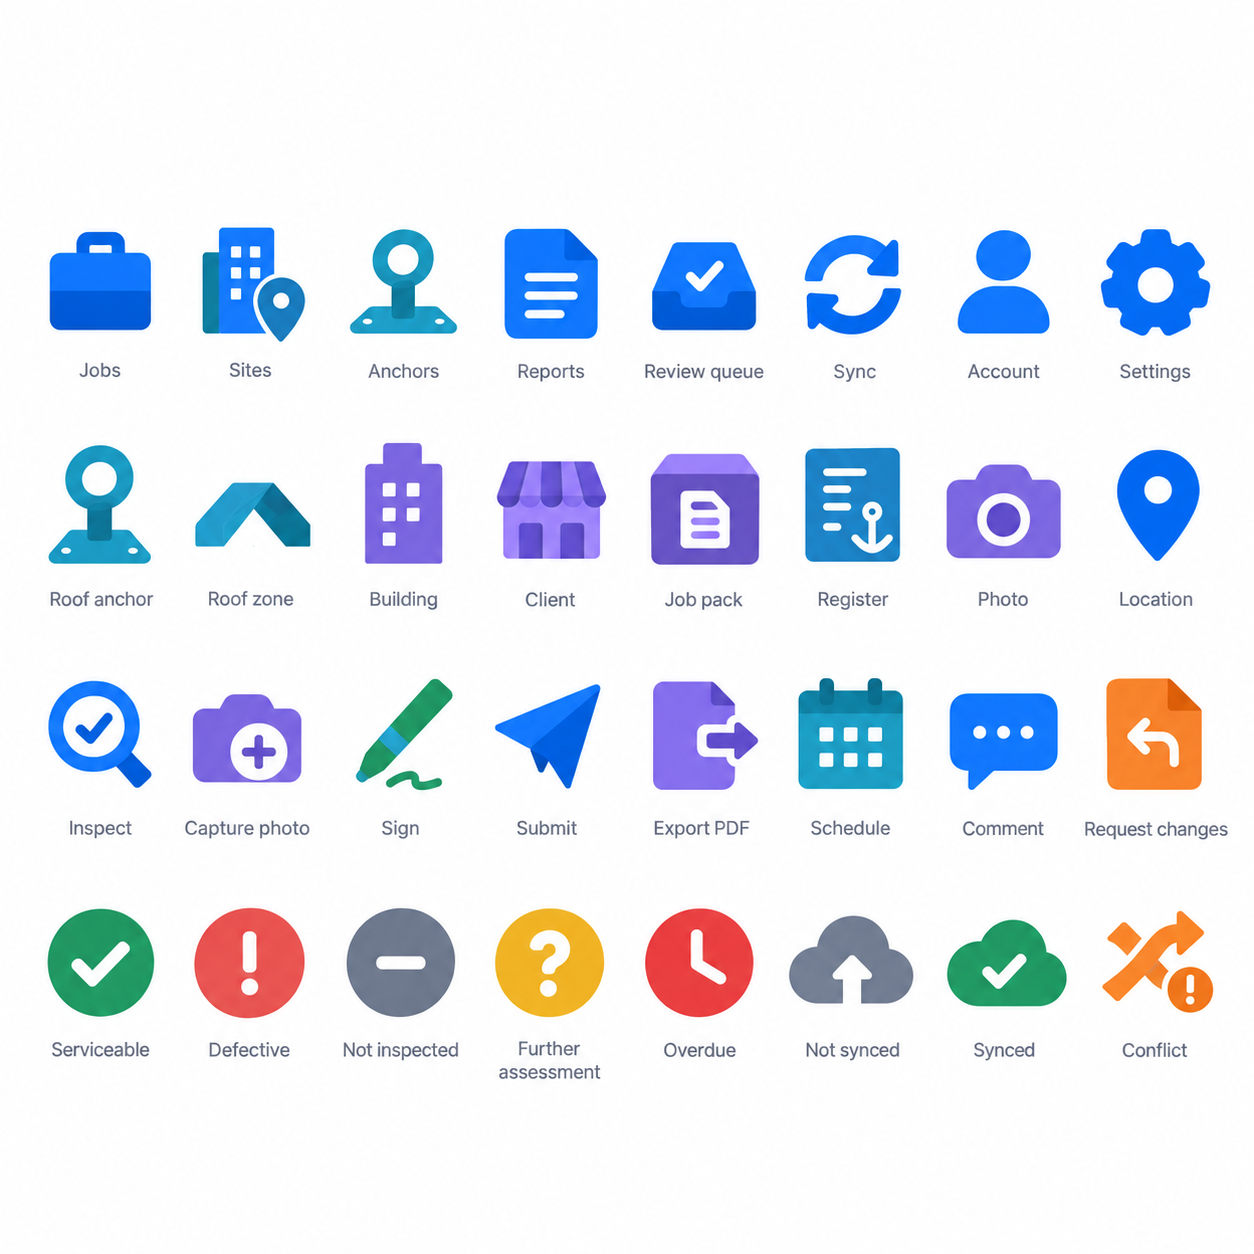 Jobs
Sites
Anchors
Reports
Review queue
Sync
Account
Settings
Roof anchor
Roof zone
Building
Client
Job pack
Register
Photo
Location
Inspect
Capture photo
Sign
Submit
Export PDF
Schedule
Comment
Request changes
Serviceable
Defective
Not inspected
Further
assessment
Overdue
Not synced
Synced
Conflict